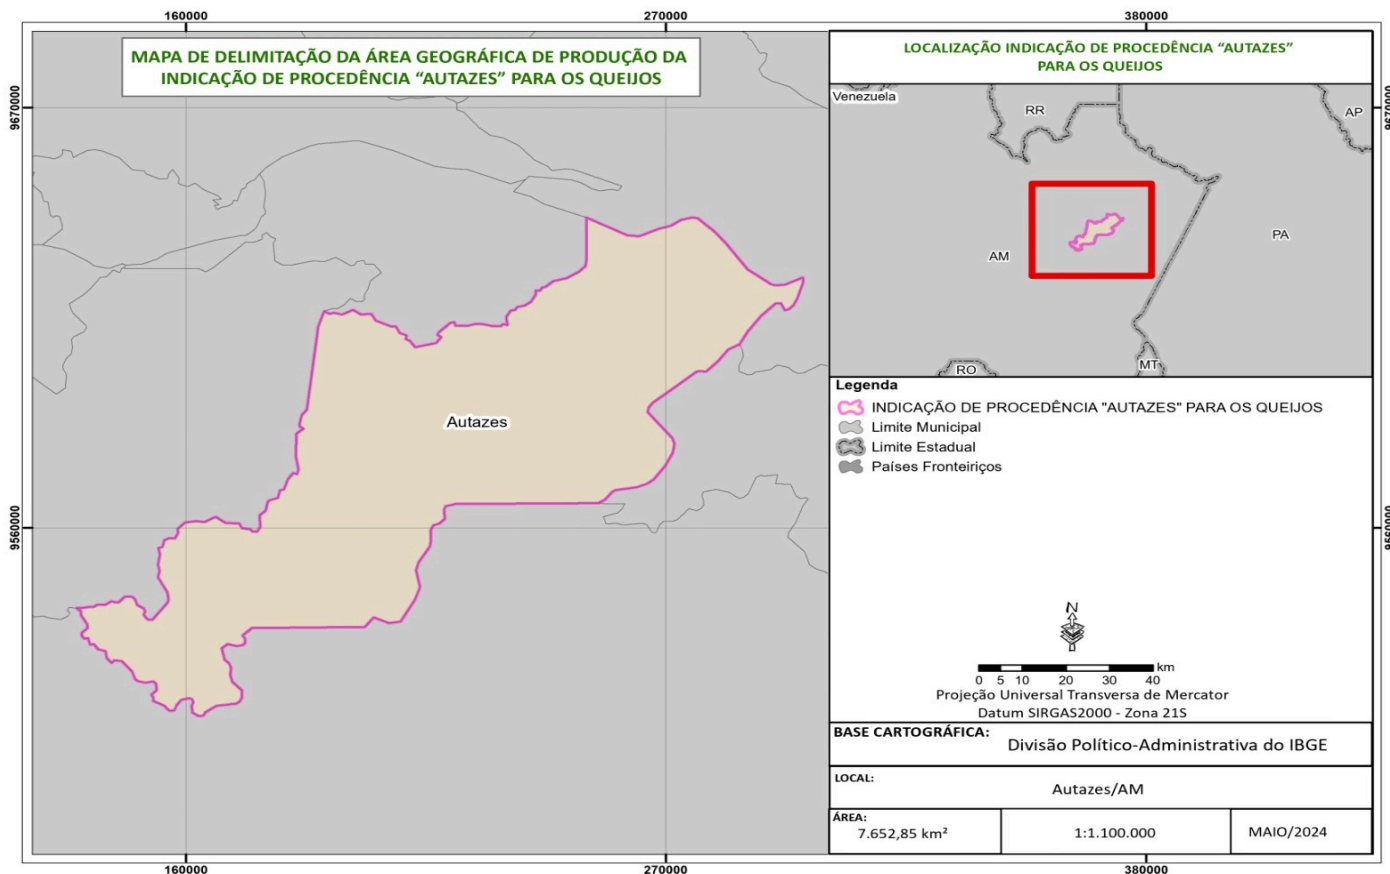 160000
270000
380000
MAPA DE DELIMITAÇÃO DA ÁREA GEOGRÁFICA DE PRODUÇÃO DA
INDICAÇÃO DE PROCEDÊNCIA “AUTAZES” PARA OS QUEIJOS
LOCALIZAÇÃO INDICAÇÃO DE PROCEDÊNCIA “AUTAZES”
PARA OS QUEIJOS
9670000
9670000
Venezuela
RR
AP
AM
PA
RO
MT
Autazes
Legenda
INDICAÇÃO DE PROCEDÊNCIA "AUTAZES" PARA OS QUEIJOS
Limite Municipal
Limite Estadual
Países Fronteiriços
9560000
9560000
N
km
0 5 10 20 30 40
Projeção Universal Transversa de Mercator
Datum SIRGAS2000 - Zona 21S
BASE CARTOGRÁFICA:
Divisão Político-Administrativa do IBGE
LOCAL:
Autazes/AM
ÁREA:
7.652,85 km²
1:1.100.000
MAIO/2024
160000
270000
380000